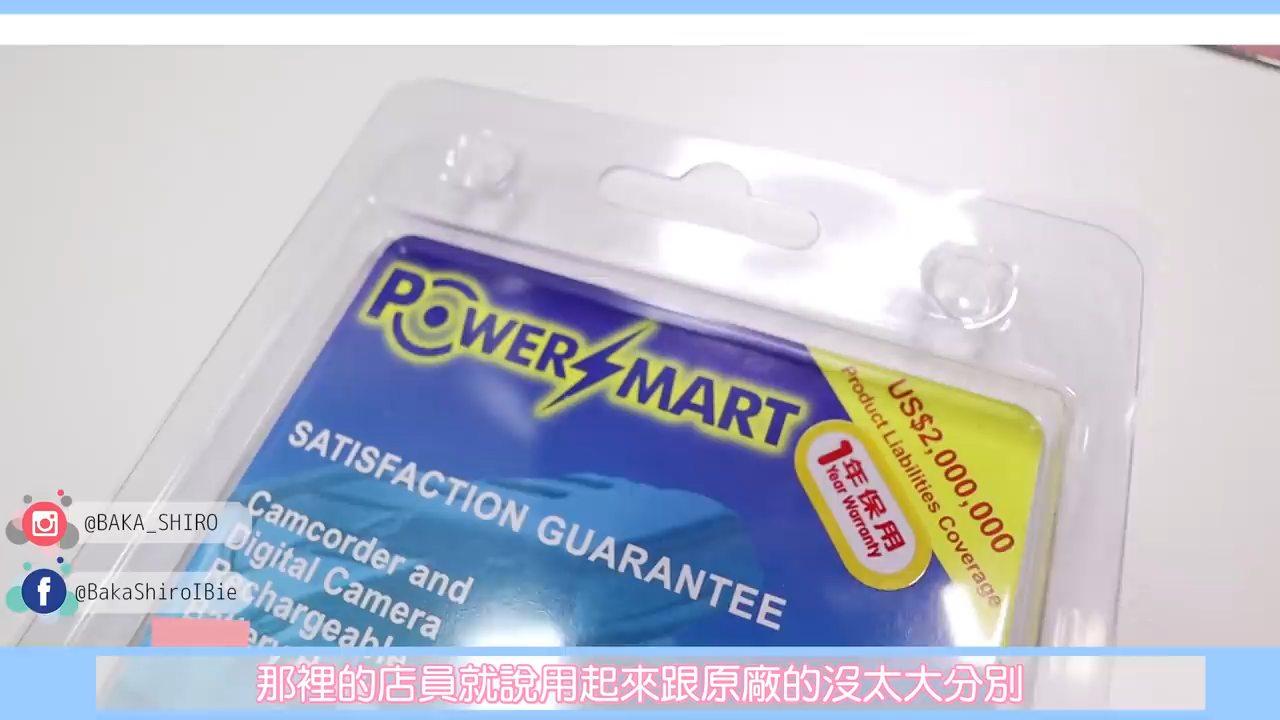 POWERSMART
US$2,000,000
Product Liabilities Coverage
1年保用
Year Warranty
SATISFACTION GUARANTEE
Camcorder and
Digital Camera
Rechargeable
@BAKA_SHIRO
@BakaShiroIBie
那裡的店員就說用起來跟原廠的沒太大分別